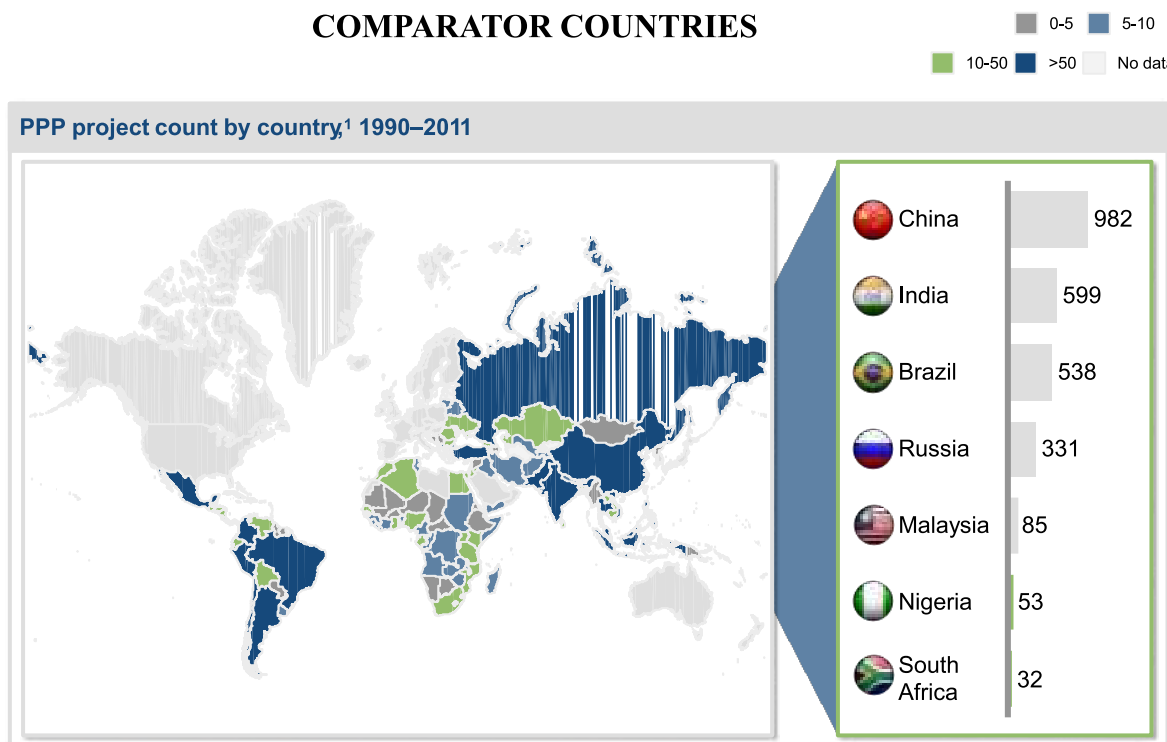 COMPARATOR COUNTRIES
0-5
5-10
10-50
>50
No dat
PPP project count by country,¹ 1990–2011
China
982
India
599
Brazil
538
Russia
331
Malaysia
85
Nigeria
53
South
Africa
32